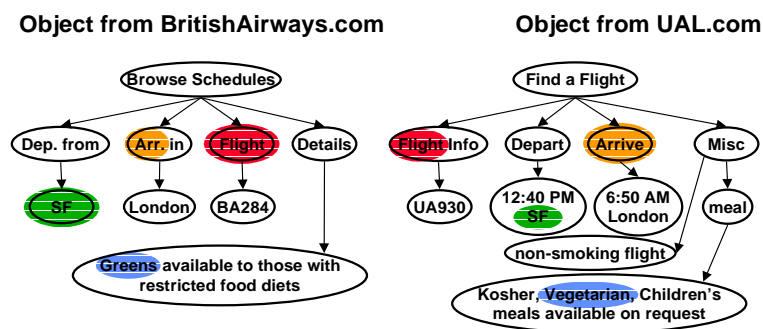 Object from BritishAirways.com
Object from UAL.com
Browse Schedules
Dep. from
Arr. in
Flight
Details
SF
London
BA284
Greens available to those with
restricted food diets
Find a Flight
Flight Info
Depart
Arrive
Misc
UA930
12:40 PM
SF
6:50 AM
London
meal
non-smoking flight
Kosher, Vegetarian, Children's
meals available on request